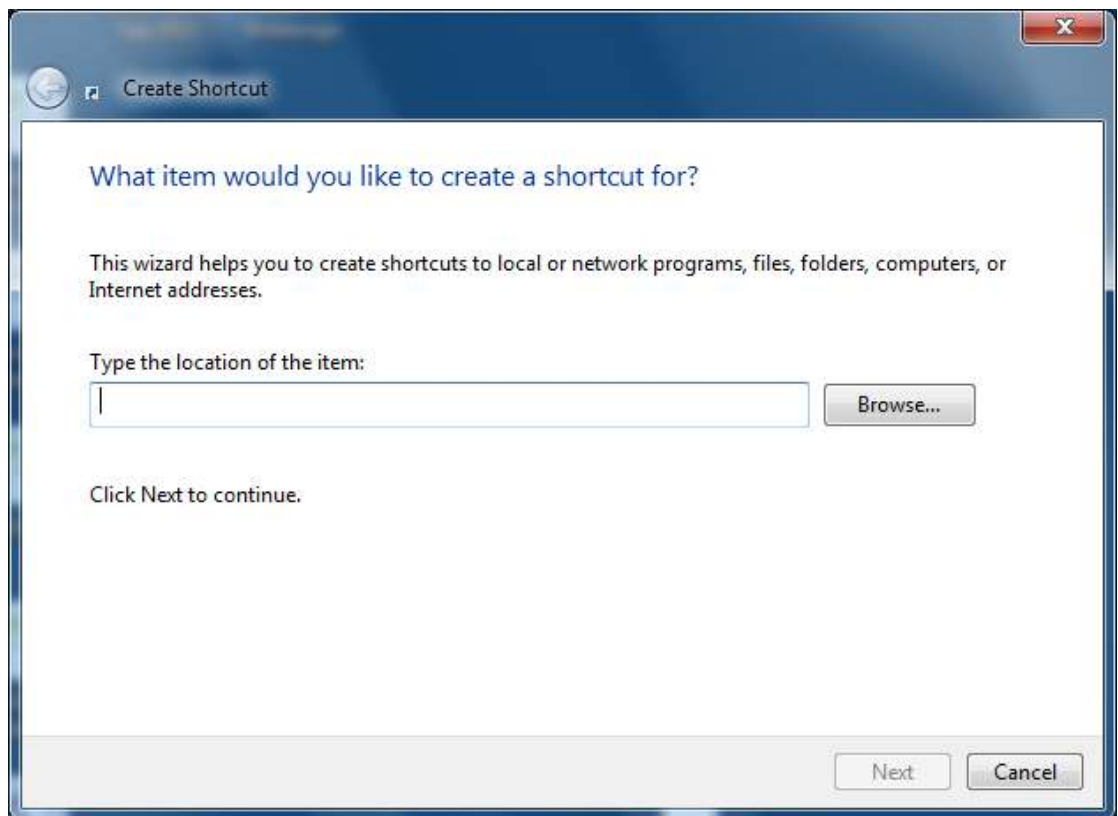 Create Shortcut
What item would you like to create a shortcut for?
This wizard helps you to create shortcuts to local or network programs, files, folders, computers, or
Internet addresses.
Type the location of the item:
Browse...
Click Next to continue.
Next
Cancel